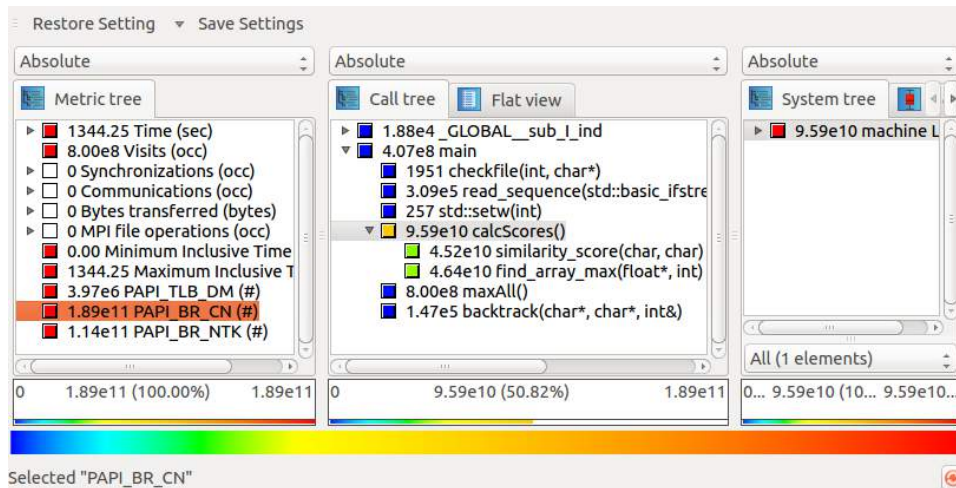 Restore Setting Save Settings
Absolute Absolute Absolute
Metric tree Call tree Flat view System tree
1344.25 Time (sec)
8.00e8 Visits (occ)
0 Synchronizations (occ)
0 Communications (occ)
0 Bytes transferred (bytes)
0 MPI file operations (occ)
0.00 Minimum Inclusive Time
1344.25 Maximum Inclusive T
3.97e6 PAPI_TLB_DM (#)
1.89e11 PAPI_BR_CN (#)
1.14e11 PAPI_BR_NTK (#)
1.88e4 _GLOBAL__sub_I_ind
4.07e8 main
1951 checkfile(int, char*)
3.09e5 read_sequence(std::basic_ifstre
257 std::setw(int)
9.59e10 calcScores()
4.52e10 similarity_score(char, char)
4.64e10 find_array_max(float*, int)
8.00e8 maxAll()
1.47e5 backtrack(char*, char*, int&)
9.59e10 machine L
All (1 elements)
0 1.89e11 (100.00%) 1.89e11
0 9.59e10 (50.82%) 1.89e11
0... 9.59e10 (10... 9.59e10...
Selected "PAPI_BR_CN"